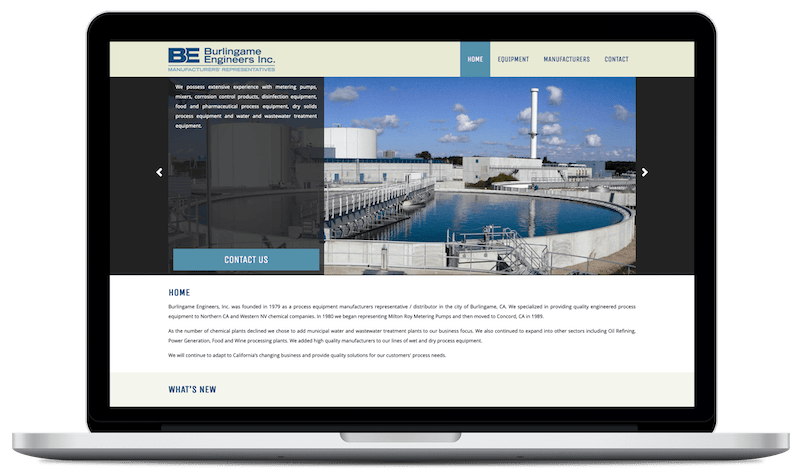 BE Burlingame
Engineers Inc.
MANUFACTURERS' REPRESENTATIVES
HOME EQUIPMENT MANUFACTURERS CONTACT
We possess extensive experience with metering pumps,
mixers, corrosion control products, disinfection equipment,
food and pharmaceutical process equipment, dry solids
process equipment and water and wastewater treatment
equipment.
CONTACT US
HOME
Burlingame Engineers, Inc. was founded in 1979 as a process equipment manufacturers representative / distributor in the city of Burlingame, CA. We specialized in providing quality engineered process
equipment to Northern CA and Western NV chemical companies. In 1980 we began representing Milton Roy Metering Pumps and then moved to Concord, CA in 1989.
As the number of chemical plants declined we chose to add municipal water and wastewater treatment plants to our business focus. We also continued to expand into other sectors including Oil Refining,
Power Generation, Food and Wine processing plants. We added high quality manufacturers to our lines of wet and dry process equipment.
We will continue to adapt to California's changing business and provide quality solutions for our customers' process needs.
WHAT'S NEW